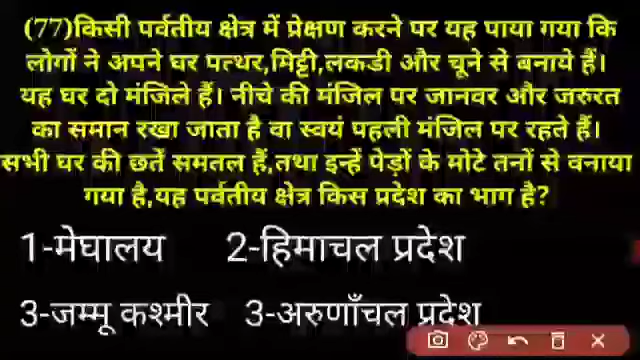 (77)किसी पर्वतीय क्षेत्र में प्रेक्षण करने पर यह पाया गया कि
लोगों ने अपने घर पत्थर,मिट्टी,लकडी और चूने से बनाये हैं।
यह घर दो मंजिले हैं। नीचे की मंजिल पर जानवर और जरुरत
का समान रखा जाता है वा स्वयं पहली मंजिल पर रहते हैं।
सभी घर की छतें समतल हैं,तथा इन्हें पेड़ों के मोटे तनों से वनाया
गया है,यह पर्वतीय क्षेत्र किस प्रदेश का भाग है?
1-मेघालय 2-हिमाचल प्रदेश
3-जम्मू कश्मीर 3-अरुणाँचल प्रदेश